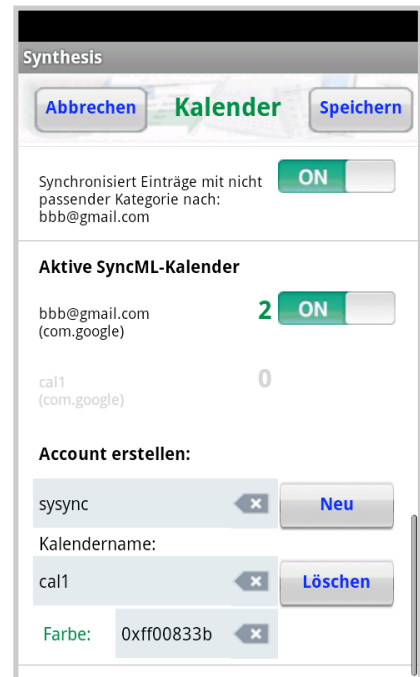 Synthesis
Abbrechen Kalender Speichern
Synchronisiert Einträge mit nicht ON
passender Kategorie nach:
bbb@gmail.com
Aktive SyncML-Kalender
bbb@gmail.com 2 ON
(com.google)
cal1 0
(com.google)
Account erstellen:
sysync Neu
Kalendername:
cal1 Löschen
Farbe: 0xff00833b